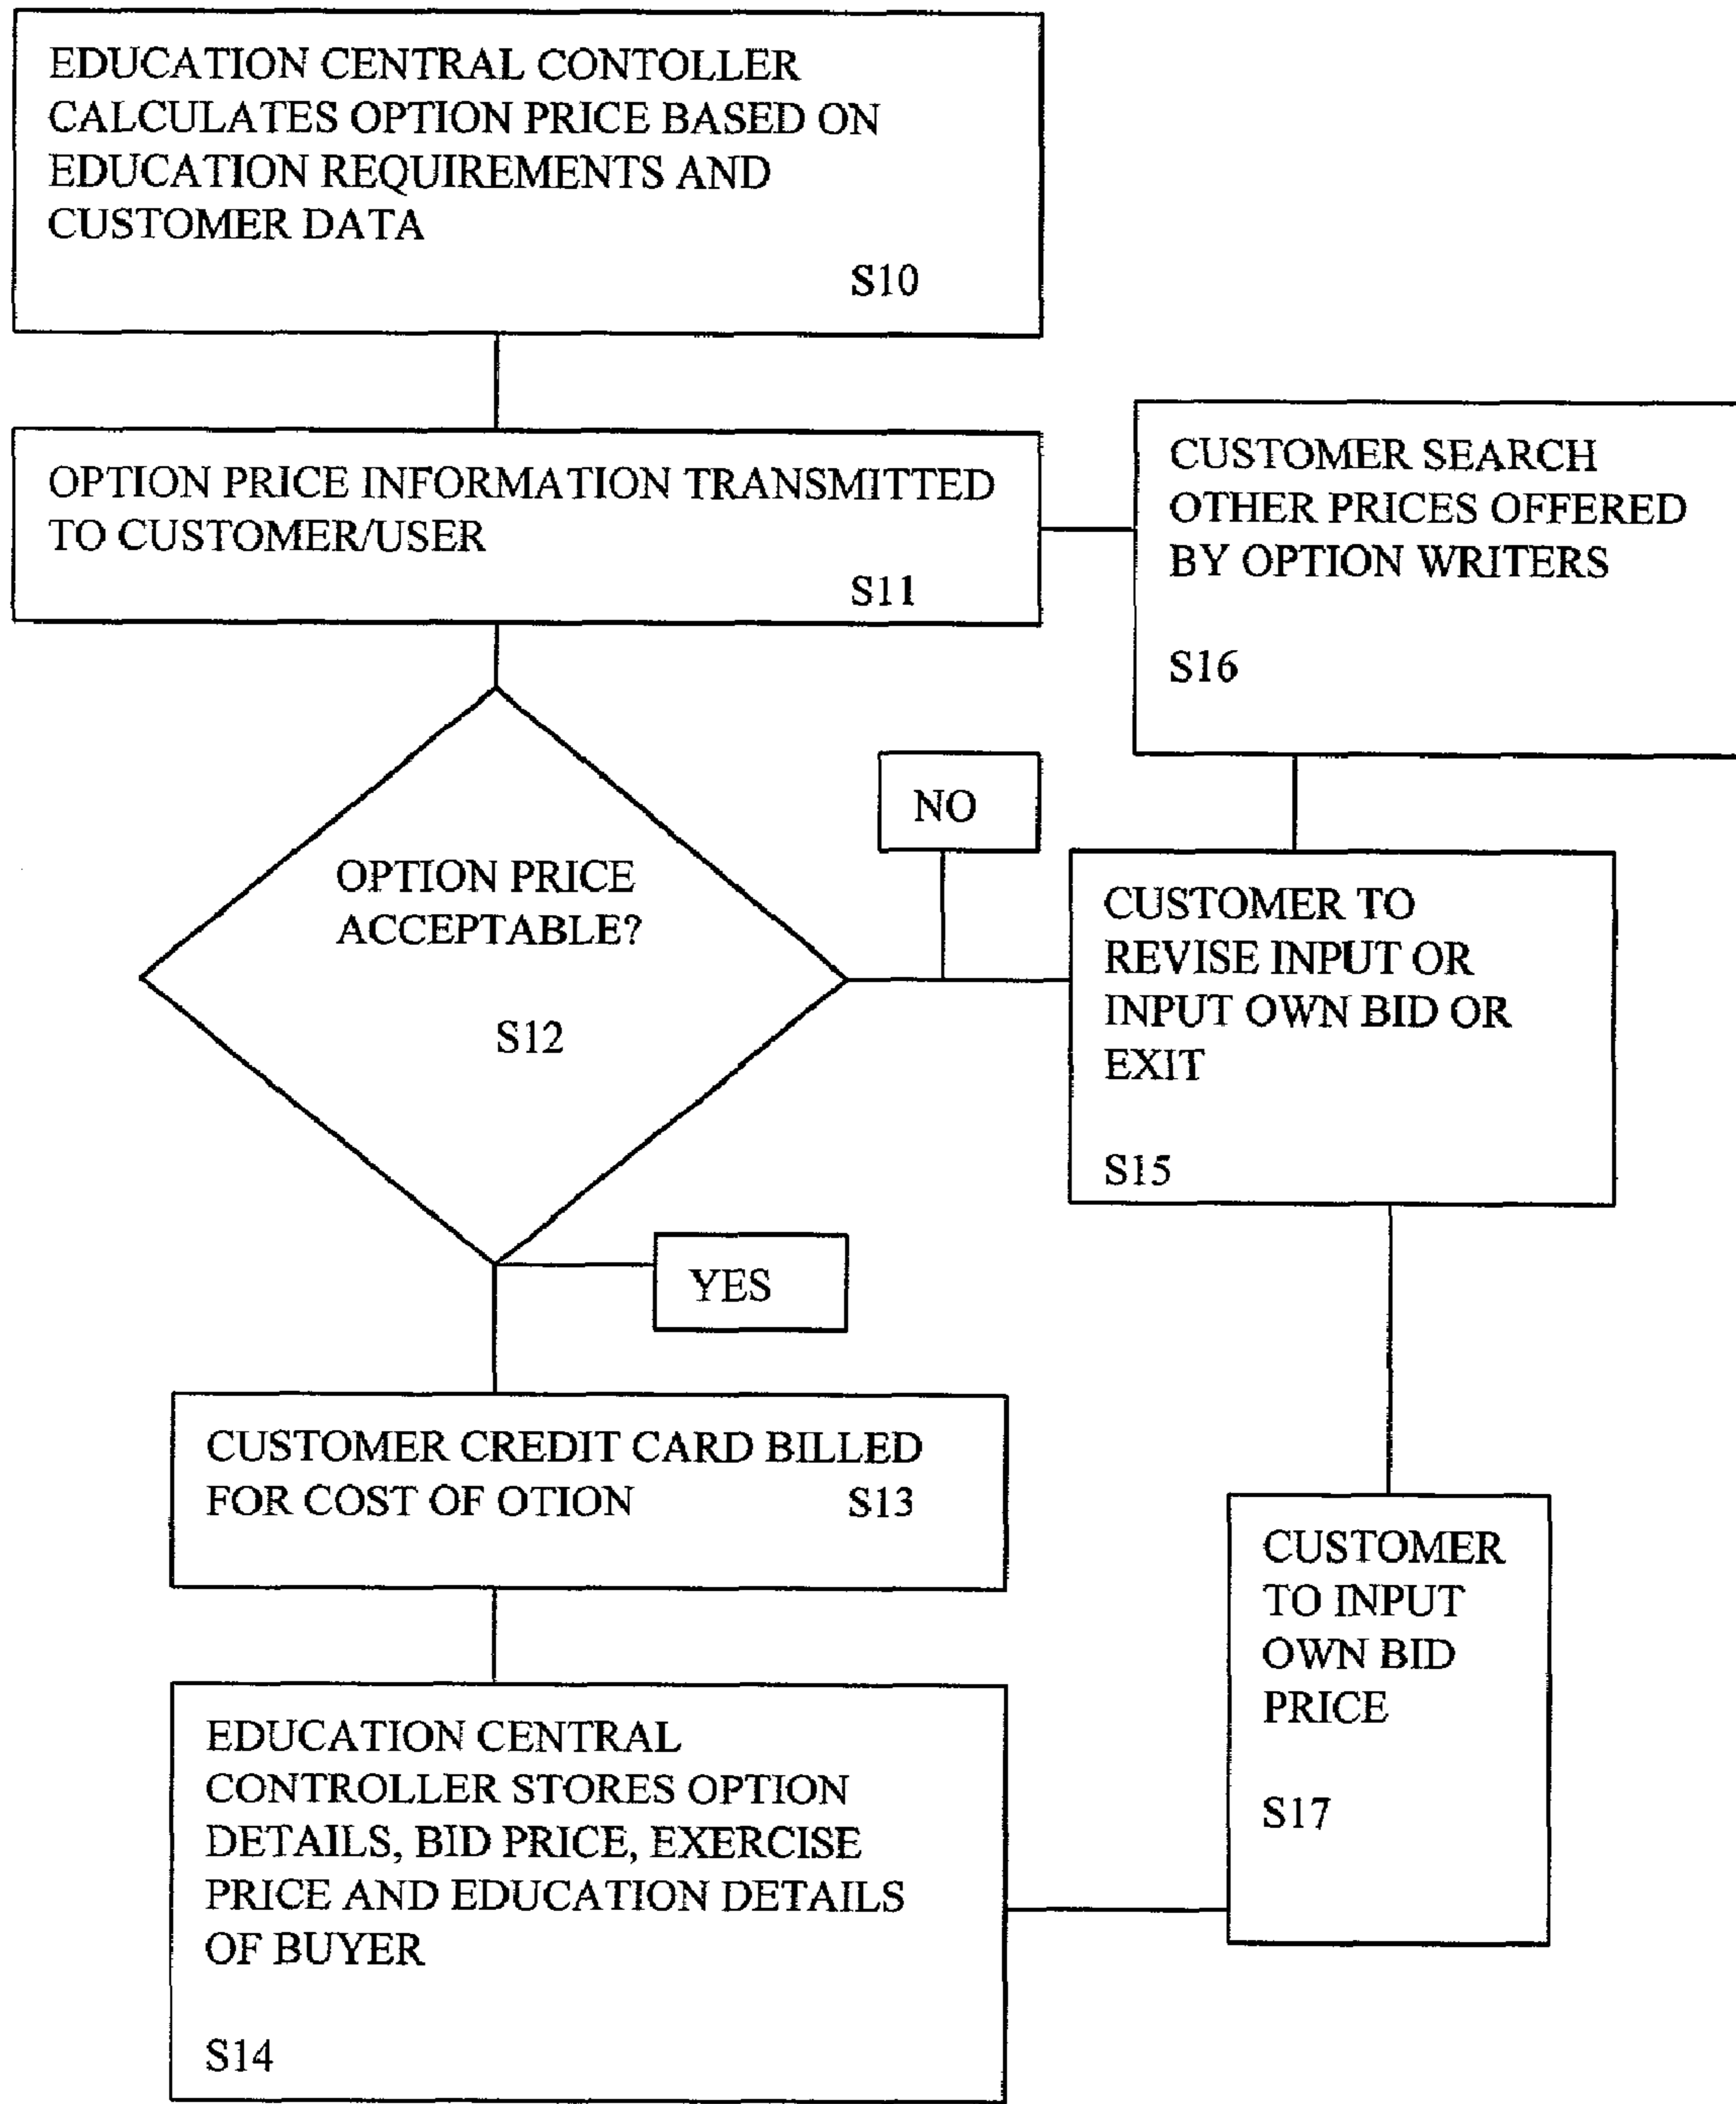 EDUCATION CENTRAL CONTOLLER
CALCULATES OPTION PRICE BASED ON
EDUCATION REQUIREMENTS AND
CUSTOMER DATA
S10
OPTION PRICE INFORMATION TRANSMITTED
TO CUSTOMER/USER
S11
CUSTOMER SEARCH
OTHER PRICES OFFERED
BY OPTION WRITERS
S16
OPTION PRICE
ACCEPTABLE?
S12
NO
CUSTOMER TO
REVISE INPUT OR
INPUT OWN BID OR
EXIT
S15
YES
CUSTOMER CREDIT CARD BILLED
FOR COST OF OTION S13
EDUCATION CENTRAL
CONTROLLER STORES OPTION
DETAILS, BID PRICE, EXERCISE
PRICE AND EDUCATION DETAILS
OF BUYER
S14
CUSTOMER
TO INPUT
OWN BID
PRICE
S17